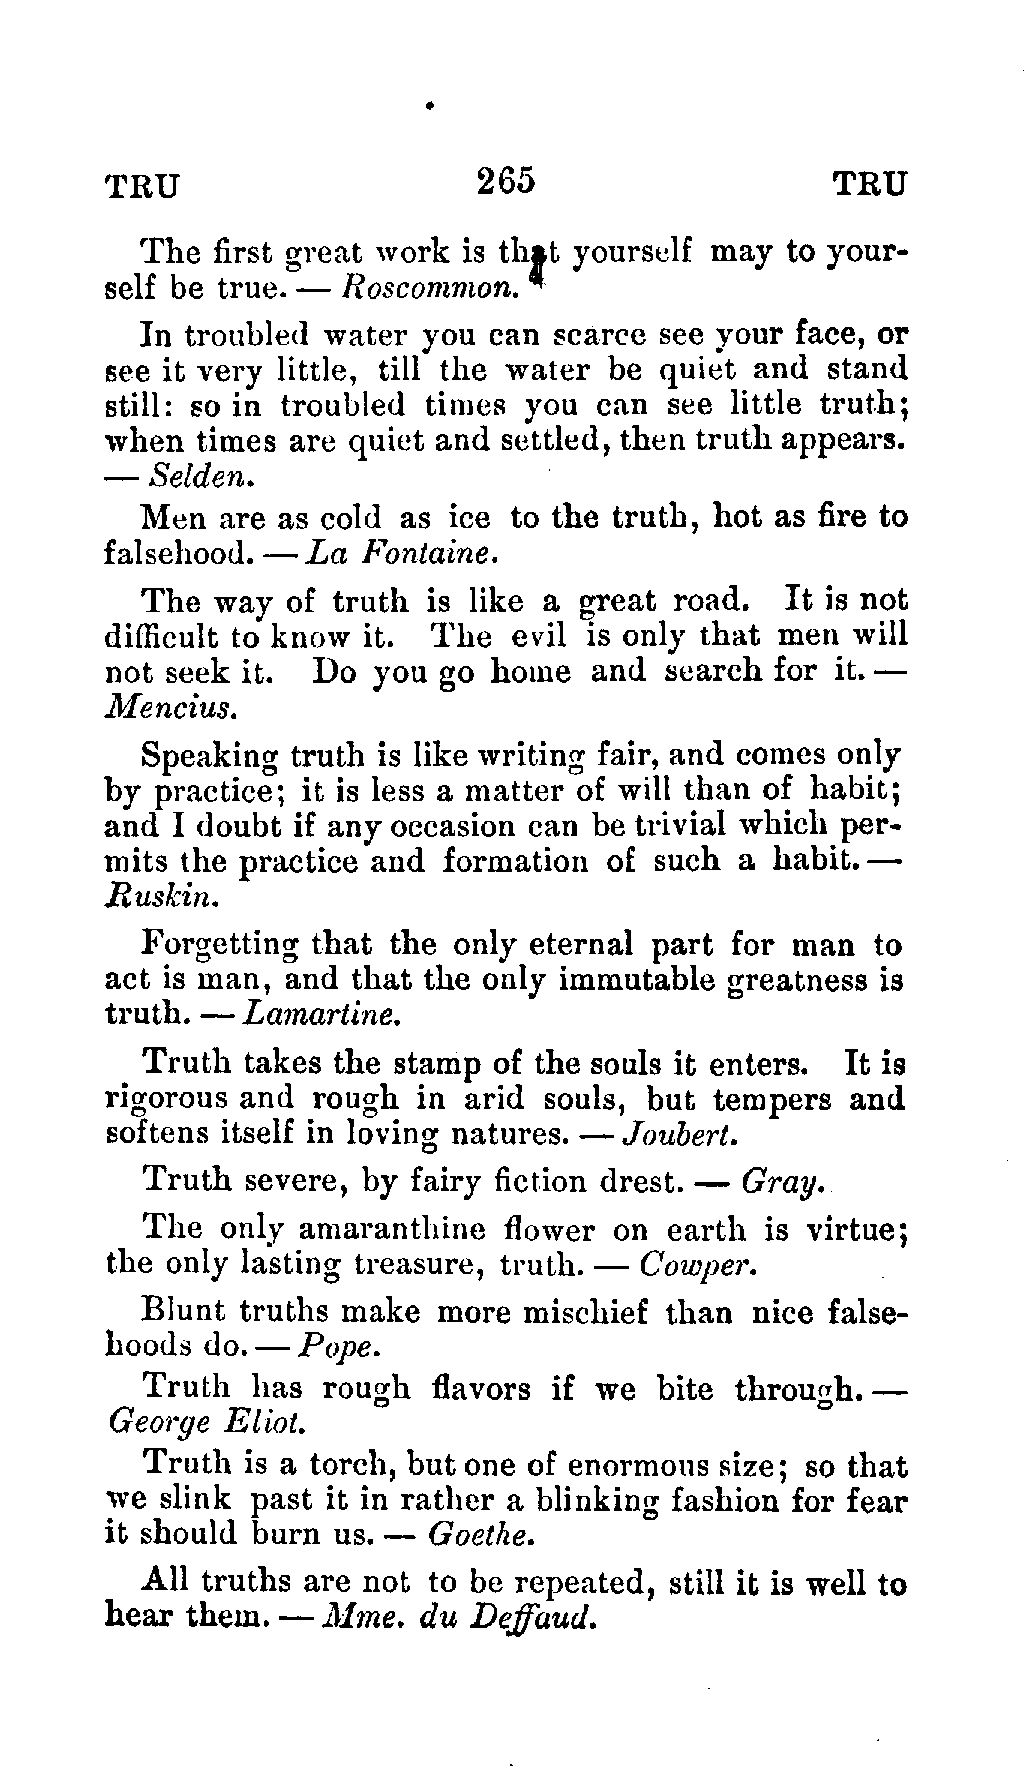 TRU 265 TRU
The first great work is that yourself may to your-
self be true. — Roscommon.
In troubled water you can scarce see your face, or
see it very little, till the water be quiet and stand
still: so in troubled times you can see little truth;
when times are quiet and settled, then truth appears.
— Selden.
Men are as cold as ice to the truth, hot as fire to
falsehood. — La Fontaine.
The way of truth is like a great road. It is not
difficult to know it. The evil is only that men will
not seek it. Do you go home and search for it. —
Mencius.
Speaking truth is like writing fair, and comes only
by practice; it is less a matter of will than of habit;
and I doubt if any occasion can be trivial which per-
mits the practice and formation of such a habit. —
Ruskin.
Forgetting that the only eternal part for man to
act is man, and that the only immutable greatness is
truth. — Lamartine.
Truth takes the stamp of the souls it enters. It is
rigorous and rough in arid souls, but tempers and
softens itself in loving natures. — Joubert.
Truth severe, by fairy fiction drest. — Gray.
The only amaranthine flower on earth is virtue;
the only lasting treasure, truth. — Cowper.
Blunt truths make more mischief than nice false-
hoods do. — Pope.
Truth has rough flavors if we bite through. —
George Eliot.
Truth is a torch, but one of enormous size; so that
we slink past it in rather a blinking fashion for fear
it should burn us. — Goethe.
All truths are not to be repeated, still it is well to
hear them. — Mme. du Deffaud.